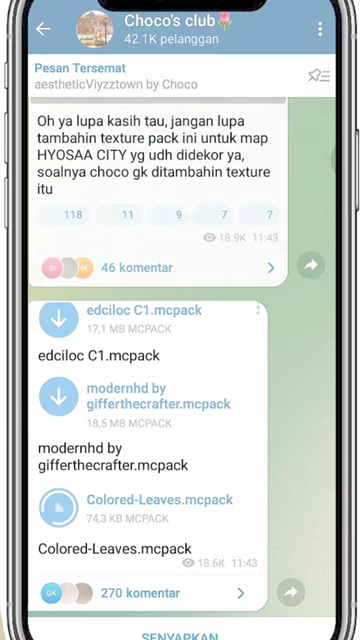 Choco's club🌷
42.1K pelanggan
Pesan Tersemat
aestheticViyzztown by Choco
Oh ya lupa kasih tau, jangan lupa
tambahin texture pack ini untuk map
HYOSAA CITY yg udh didekor ya,
soalnya choco gk ditambahin texture
itu
118 11 9 7 7
18.9K 11:43
46 komentar
edciloc C1.mcpack
17,1 MB MCPACK
edciloc C1.mcpack
modernhd by
gifferthecrafter.mcpack
18,5 MB MCPACK
modernhd by
gifferthecrafter.mcpack
Colored-Leaves.mcpack
74,3 KB MCPACK
Colored-Leaves.mcpack
18.6K 11:43
GK 270 komentar
SENYAPKAN